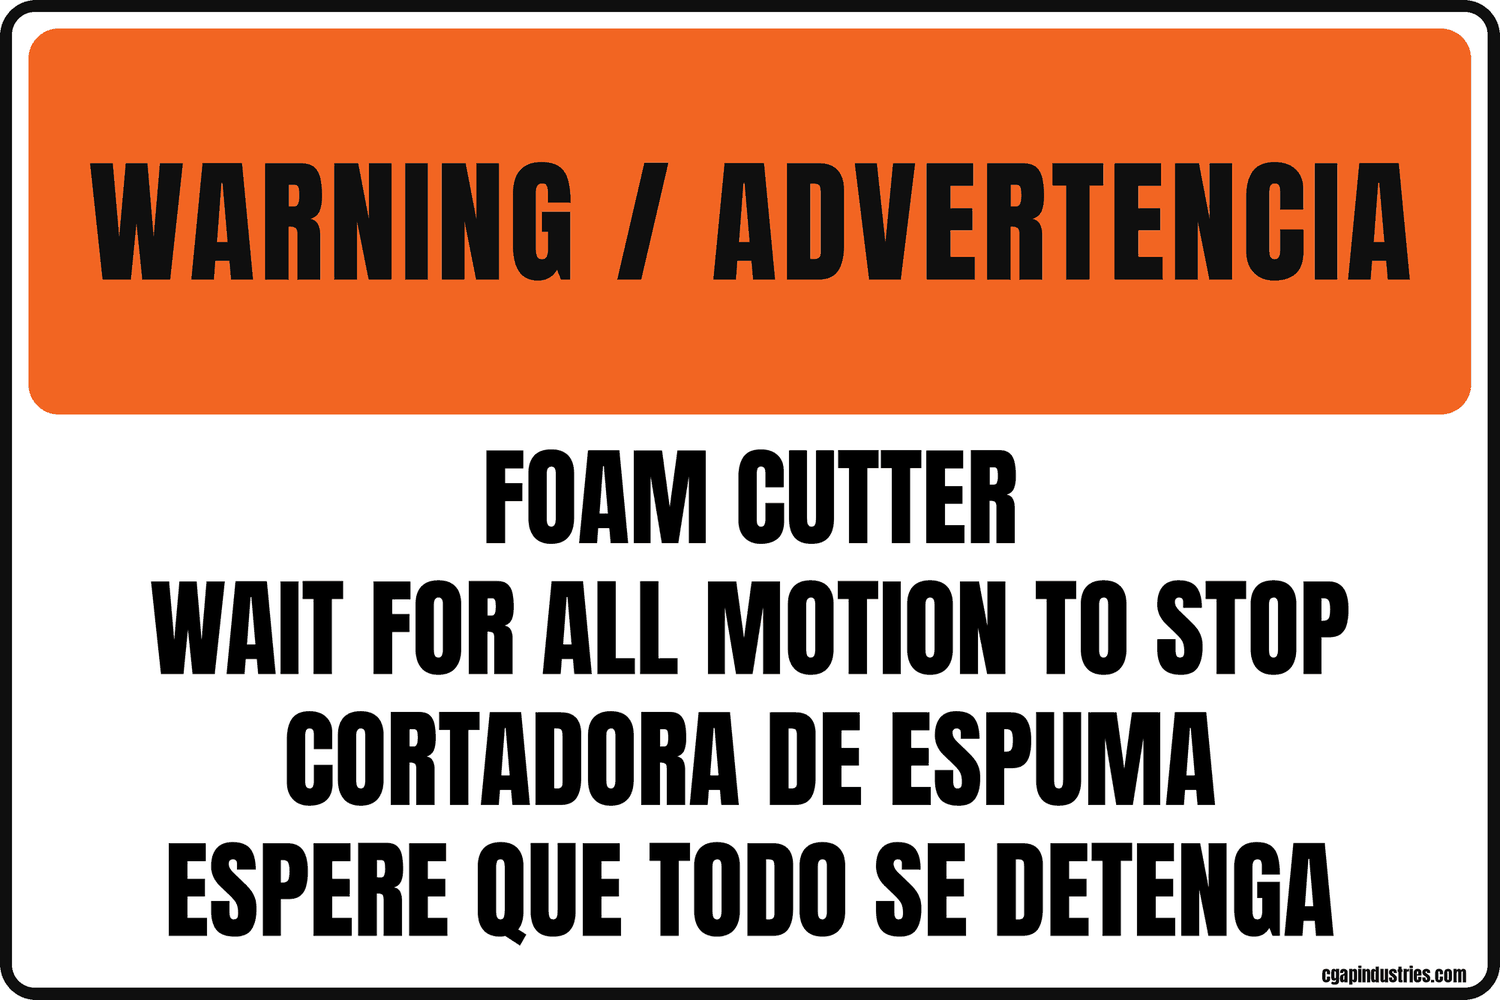 WARNING / ADVERTENCIA
FOAM CUTTER
WAIT FOR ALL MOTION TO STOP
CORTADORA DE ESPUMA
ESPERE QUE TODO SE DETENGA
cgapindustries.com